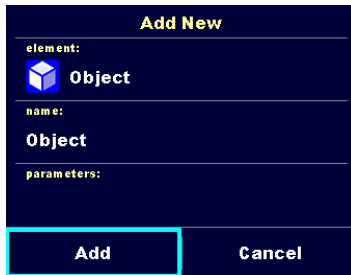 Add New
element:
Object
name:
Object
parameters:
Add
Cancel